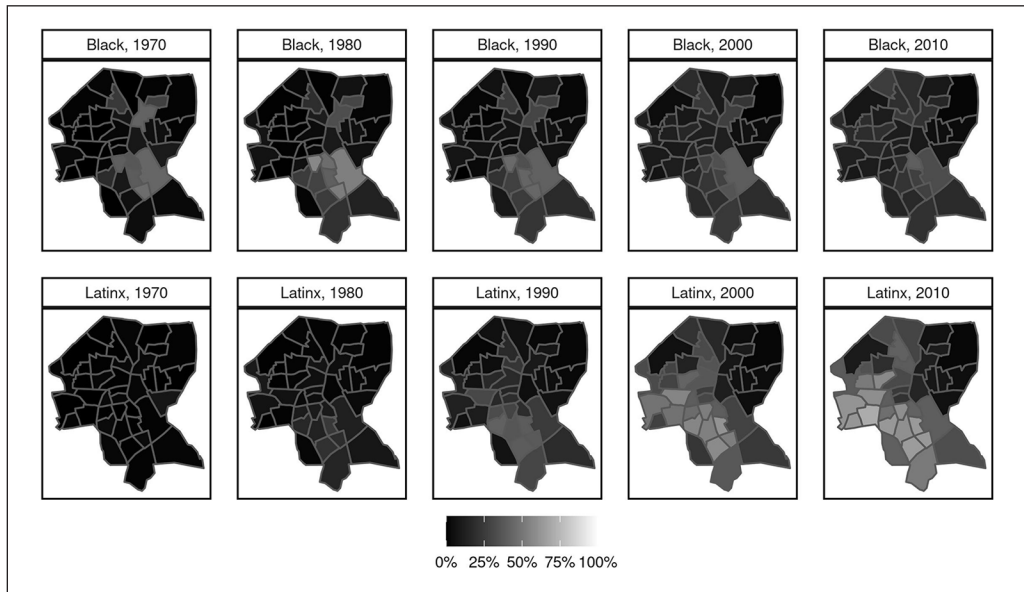 Black, 1970
Black, 1980
Black, 1990
Black, 2000
Black, 2010
Latinx, 1970
Latinx, 1980
Latinx, 1990
Latinx, 2000
Latinx, 2010
0% 25% 50% 75% 100%